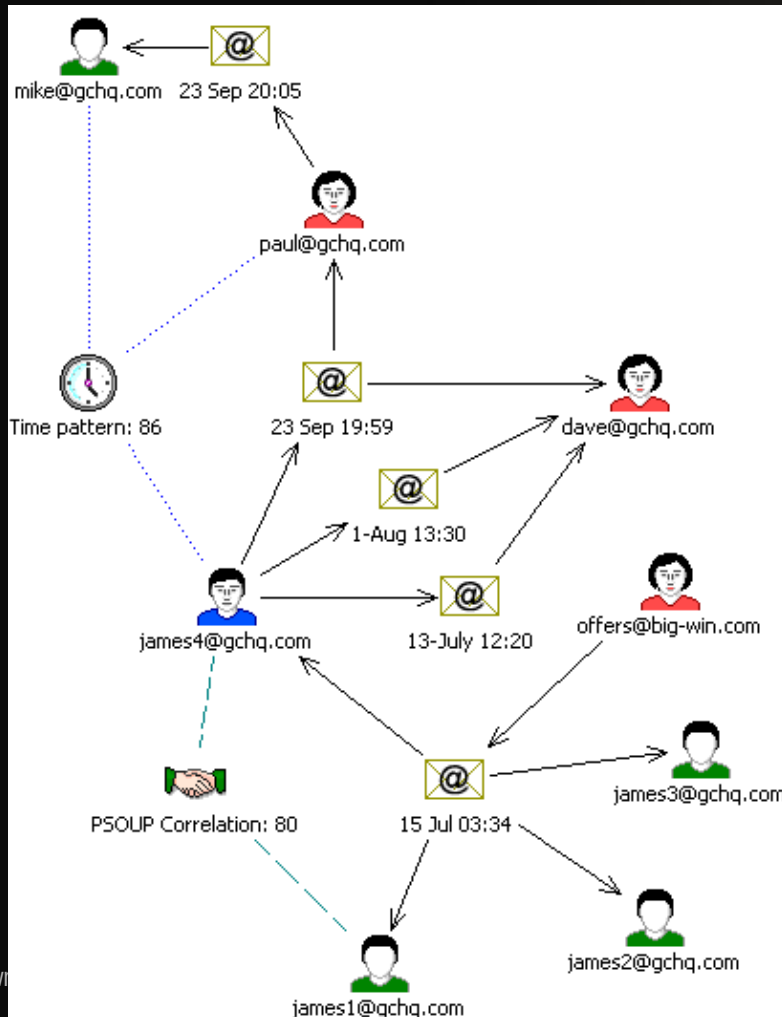 mike@gchq.com
23 Sep 20:05
paul@gchq.com
Time pattern: 86
23 Sep 19:59
dave@gchq.com
1-Aug 13:30
james4@gchq.com
13-July 12:20
offers@big-win.com
PSOUP Correlation: 80
15 Jul 03:34
james3@gchq.com
james2@gchq.com
james1@gchq.com